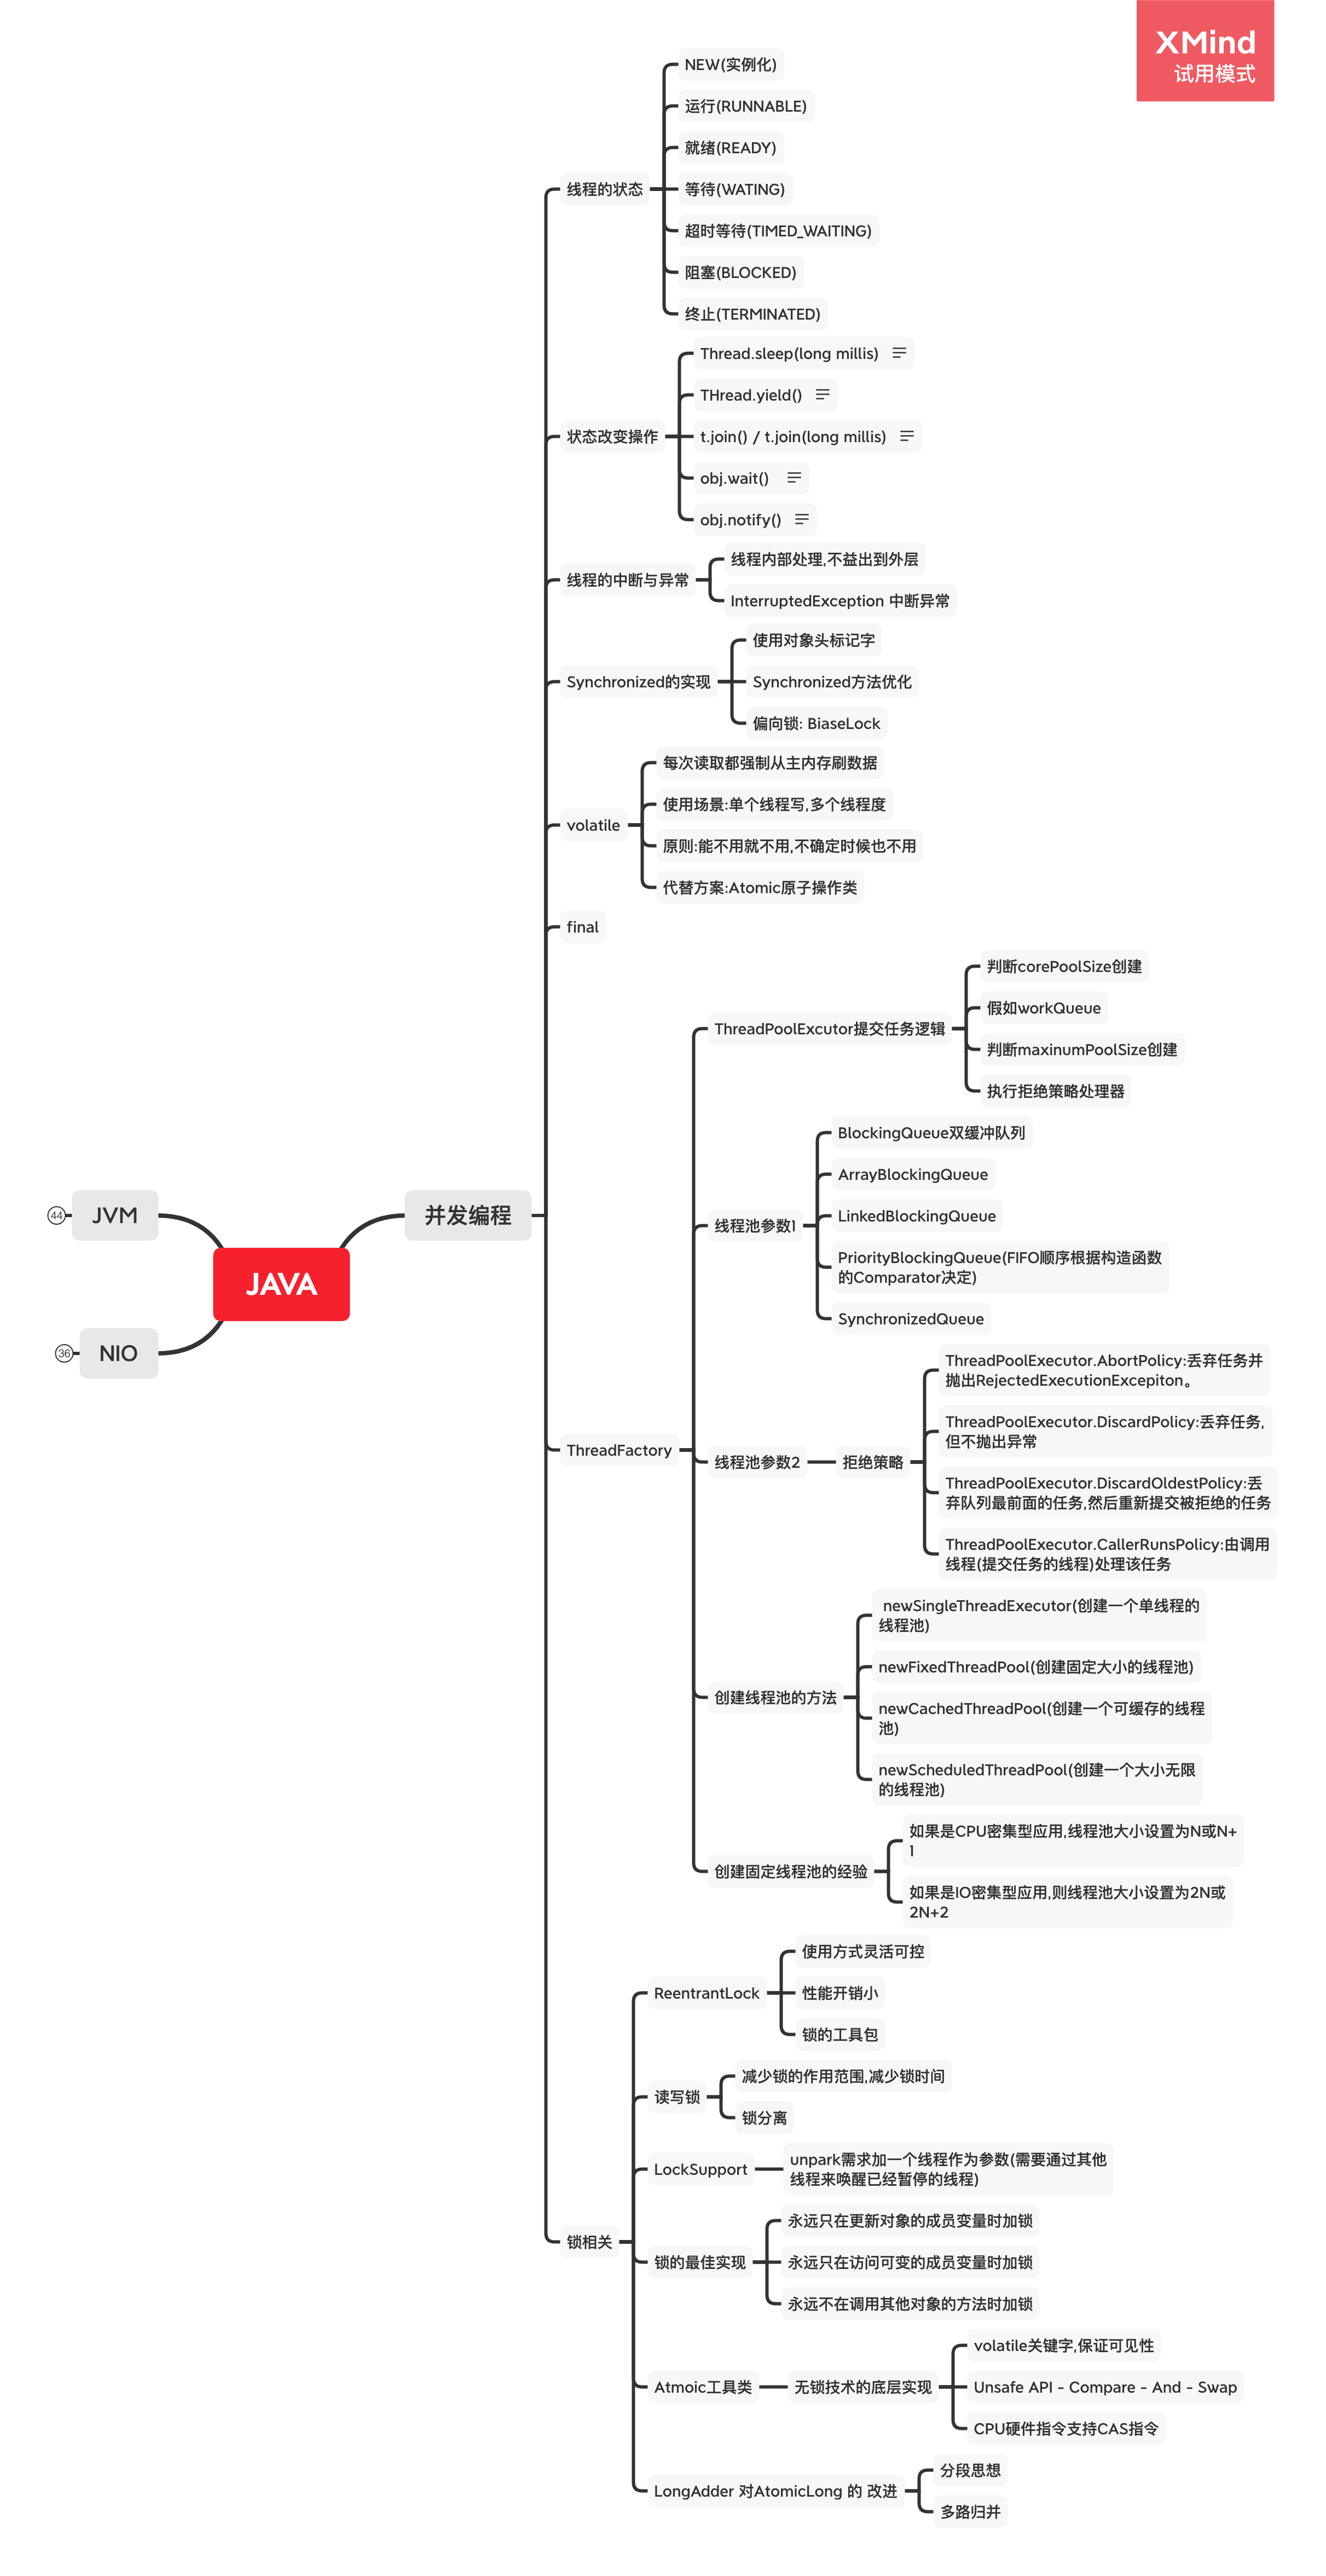 XMind
试用模式
NEW(实例化)
运行(RUNNABLE)
就绪(READY)
线程的状态
等待(WATING)
超时等待(TIMED_WAITING)
阻塞(BLOCKED)
终止(TERMINATED)
Thread.sleep(long millis)
THread.yield()
状态改变操作
t.join() / t.join(long millis)
obj.wait()
obj.notify()
线程的中断与异常
线程内部处理,不益出到外层
InterruptedException 中断异常
使用对象头标记字
Synchronized的实现
Synchronized方法优化
偏向锁: BiaseLock
volatile
每次读取都强制从主内存刷数据
使用场景:单个线程写,多个线程度
原则:能不用就不用,不确定时候也不用
代替方案:Atomic原子操作类
final
ThreadPoolExcutor提交任务逻辑
判断corePoolSize创建
假如workQueue
判断maxinumPoolSize创建
执行拒绝策略处理器
线程池参数1
BlockingQueue双缓冲队列
ArrayBlockingQueue
LinkedBlockingQueue
PriorityBlockingQueue(FIFO顺序根据构造函数
的Comparator决定)
SynchronizedQueue
44
JVM
并发编程
JAVA
36
NIO
ThreadFactory
线程池参数2
拒绝策略
ThreadPoolExecutor.AbortPolicy:丢弃任务并
抛出RejectedExecutionExcepiton。
ThreadPoolExecutor.DiscardPolicy:丢弃任务,
但不抛出异常
ThreadPoolExecutor.DiscardOldestPolicy:丢
弃队列最前面的任务,然后重新提交被拒绝的任务
ThreadPoolExecutor.CallerRunsPolicy:由调用
线程(提交任务的线程)处理该任务
创建线程池的方法
newSingleThreadExecutor(创建一个单线程的
线程池)
newFixedThreadPool(创建固定大小的线程池)
newCachedThreadPool(创建一个可缓存的线程
池)
newScheduledThreadPool(创建一个大小无限
的线程池)
创建固定线程池的经验
如果是CPU密集型应用,线程池大小设置为N或N+
1
如果是IO密集型应用,则线程池大小设置为2N或
2N+2
锁相关
ReentrantLock
使用方式灵活可控
性能开销小
锁的工具包
读写锁
减少锁的作用范围,减少锁时间
锁分离
LockSupport
unpark需求加一个线程作为参数(需要通过其他
线程来唤醒已经暂停的线程)
锁的最佳实现
永远只在更新对象的成员变量时加锁
永远只在访问可变的成员变量时加锁
永远不在调用其他对象的方法时加锁
Atmoic工具类
无锁技术的底层实现
volatile关键字,保证可见性
Unsafe API - Compare - And - Swap
CPU硬件指令支持CAS指令
LongAdder 对AtomicLong 的 改进
分段思想
多路归并